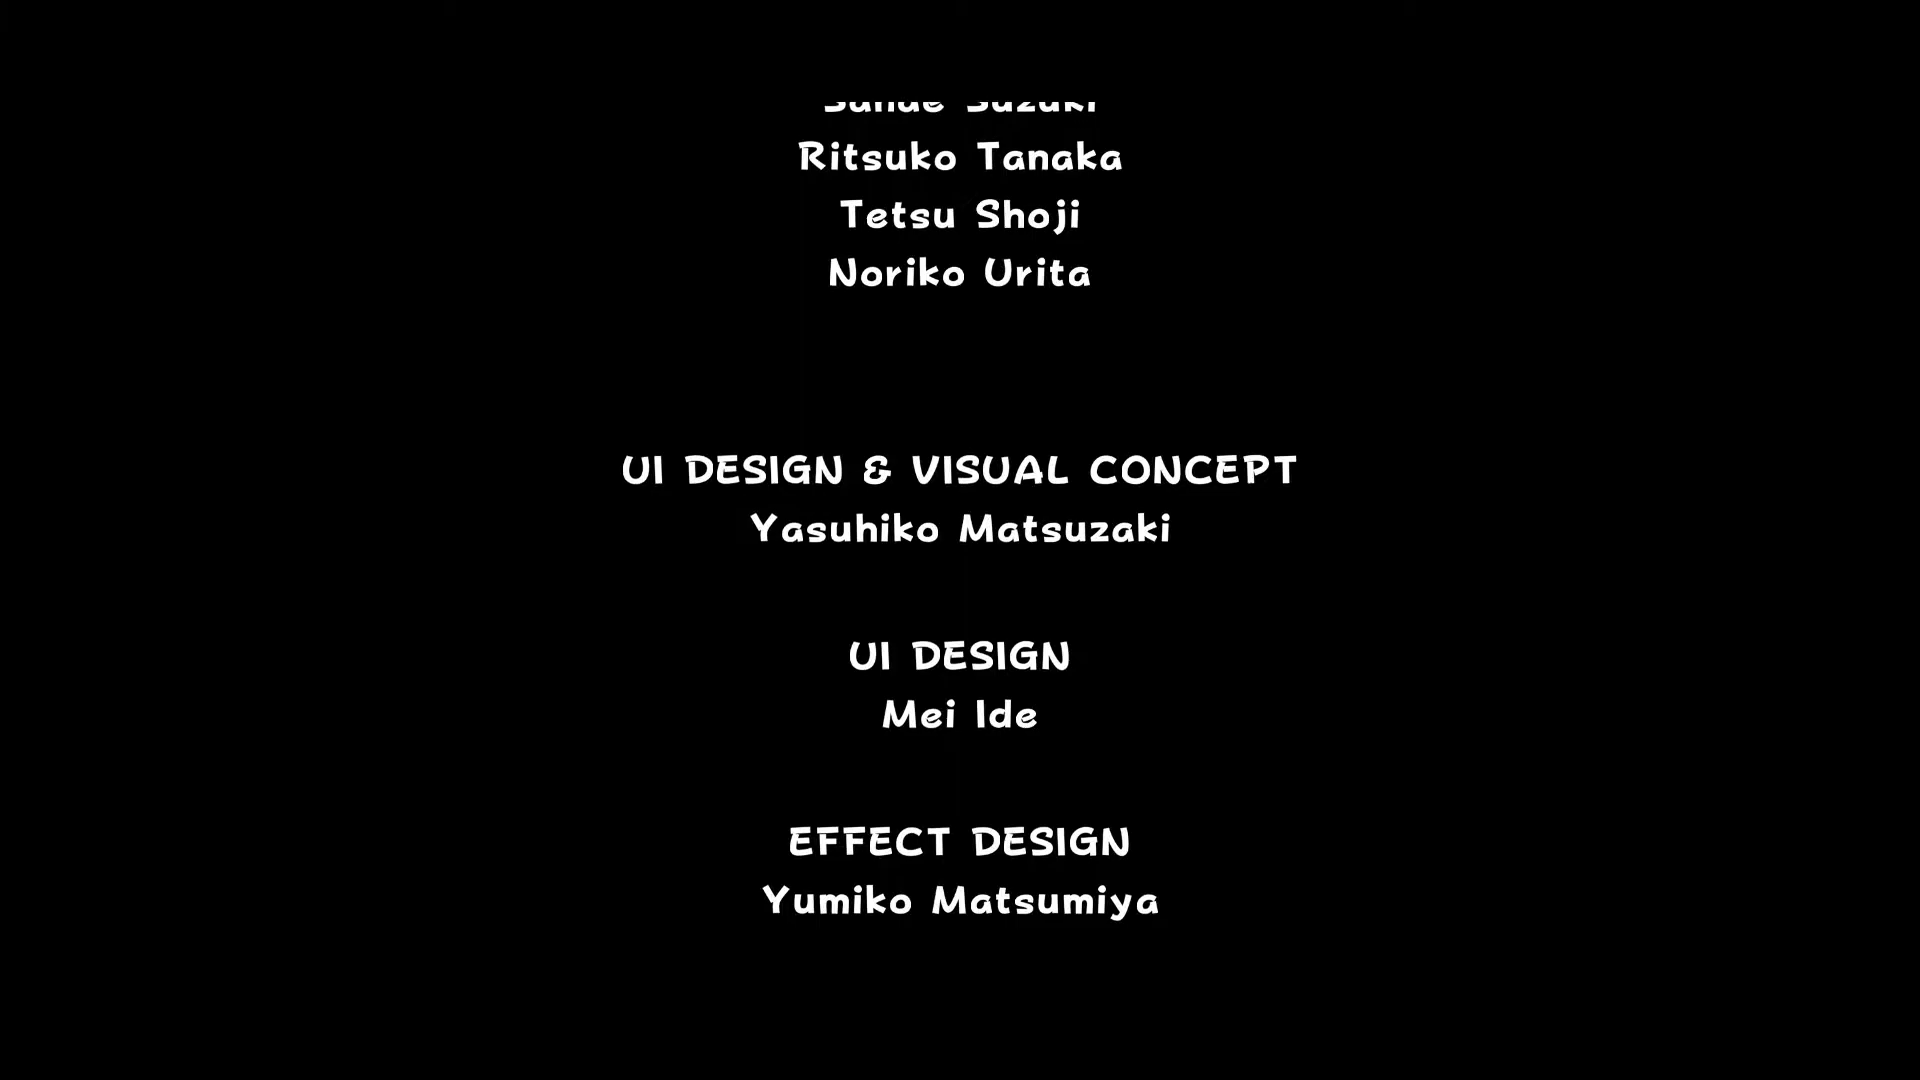 Suzuki
Ritsuko Tanaka
Tetsu Shoji
Noriko Urita
UI DESIGN & VISUAL CONCEPT
Yasuhiko Matsuzaki
UI DESIGN
Mei Ide
EFFECT DESIGN
Yumiko Matsumiya